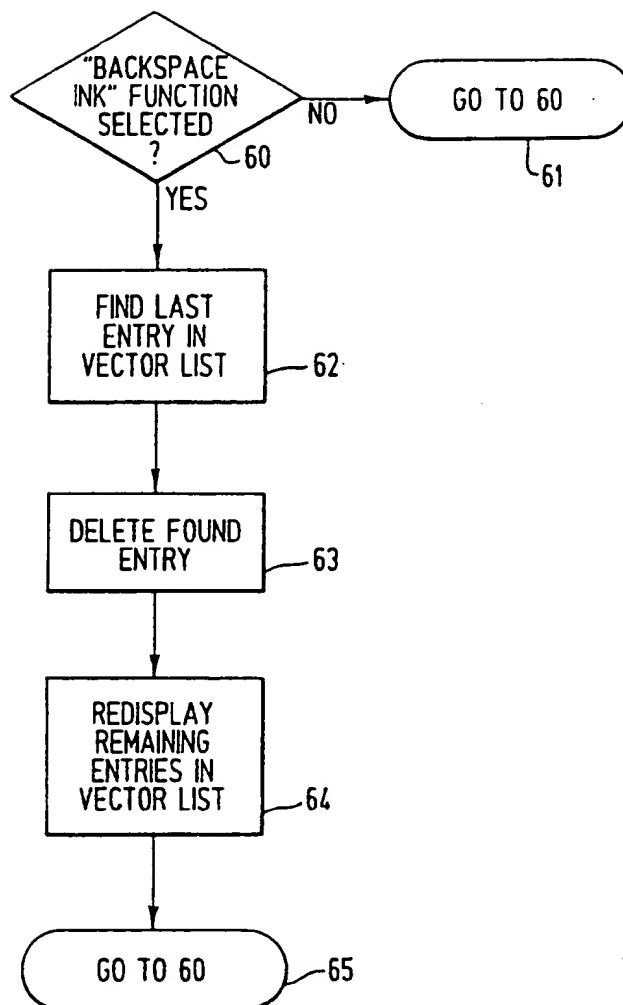 "BACKSPACE
INK" FUNCTION
SELECTED
?
60
NO
GO TO 60
61
YES
FIND LAST
ENTRY IN
VECTOR LIST
62
DELETE FOUND
ENTRY
63
REDISPLAY
REMAINING
ENTRIES IN
VECTOR LIST
64
GO TO 60
65